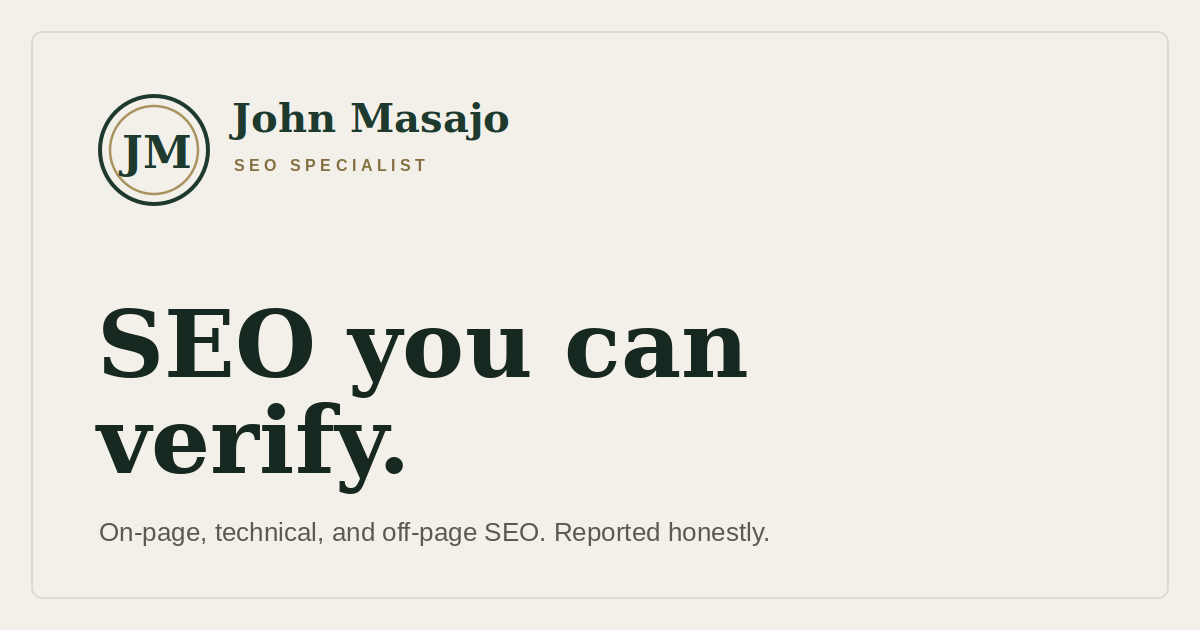 JM
John Masajo
SEO SPECIALIST
SEO you can
verify.
On-page, technical, and off-page SEO. Reported honestly.